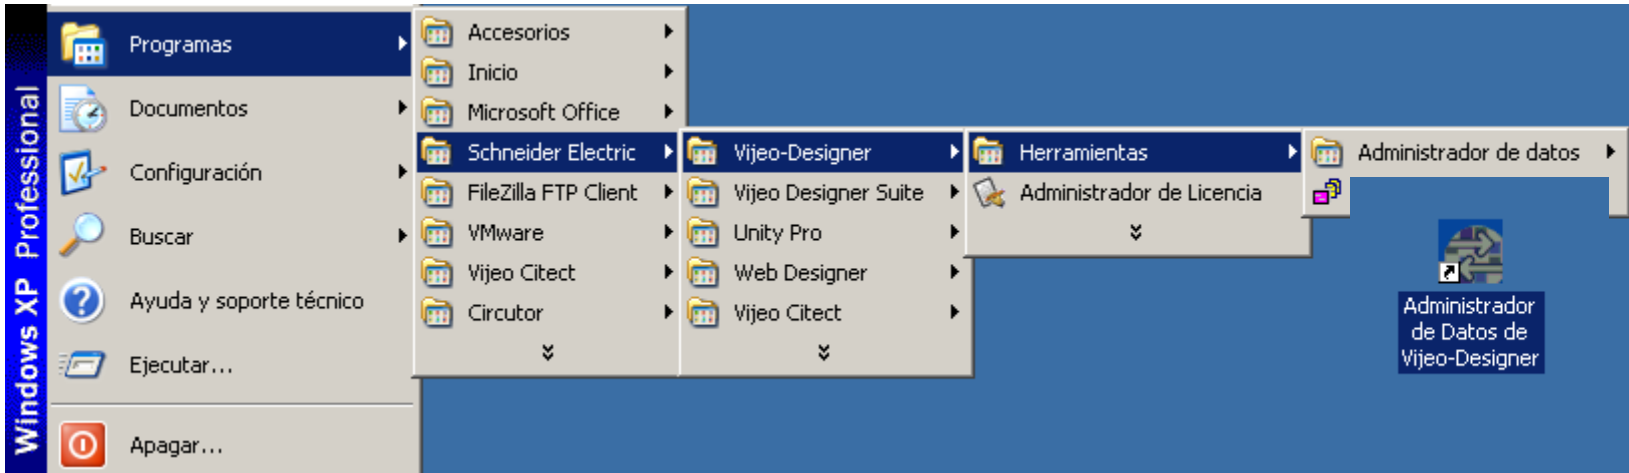 Windows XP Professional
Programas
Documentos
Configuración
Buscar
Ayuda y soporte técnico
Ejecutar...
Apagar...
Accesorios
Inicio
Microsoft Office
Schneider Electric
FileZilla FTP Client
VMware
Vijeo Citect
Circutor
Vijeo-Designer
Vijeo Designer Suite
Unity Pro
Web Designer
Vijeo Citect
Herramientas
Administrador de Licencia
Administrador de datos
Administrador
de Datos de
Vijeo-Designer